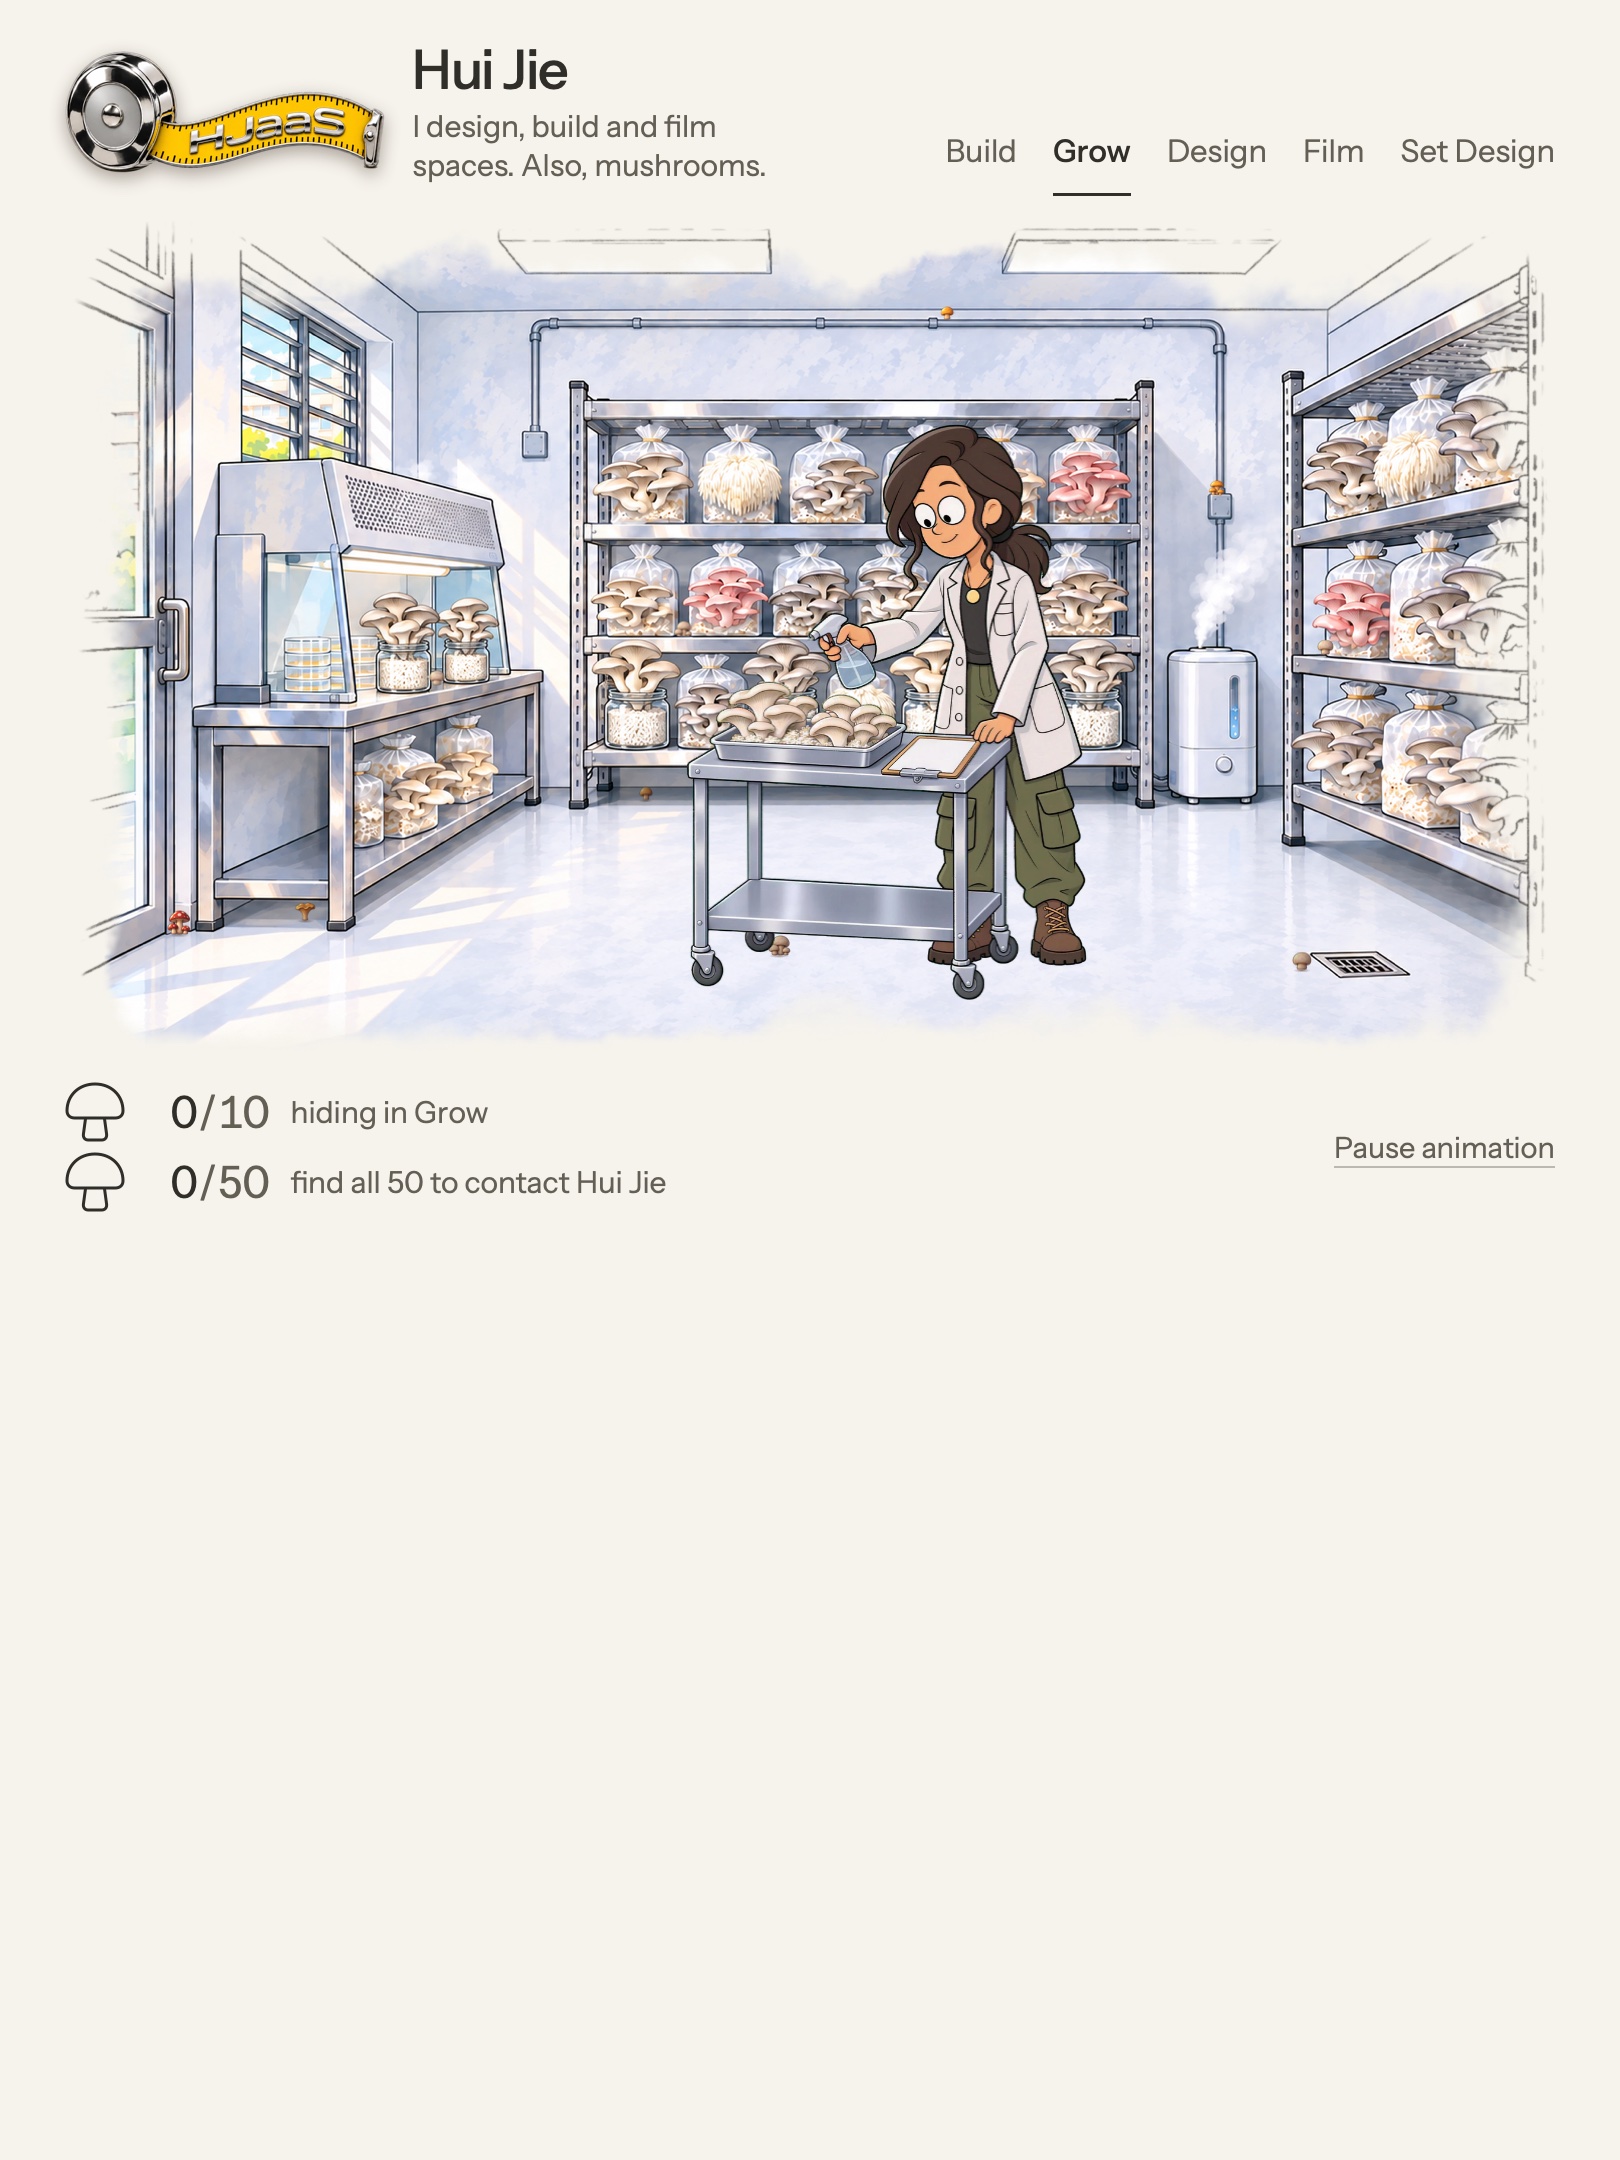 HJaaS
Hui Jie
I design, build and film
spaces. Also, mushrooms.
Build Grow Design Film Set Design
0/10 hiding in Grow
0/50 find all 50 to contact Hui Jie
Pause animation